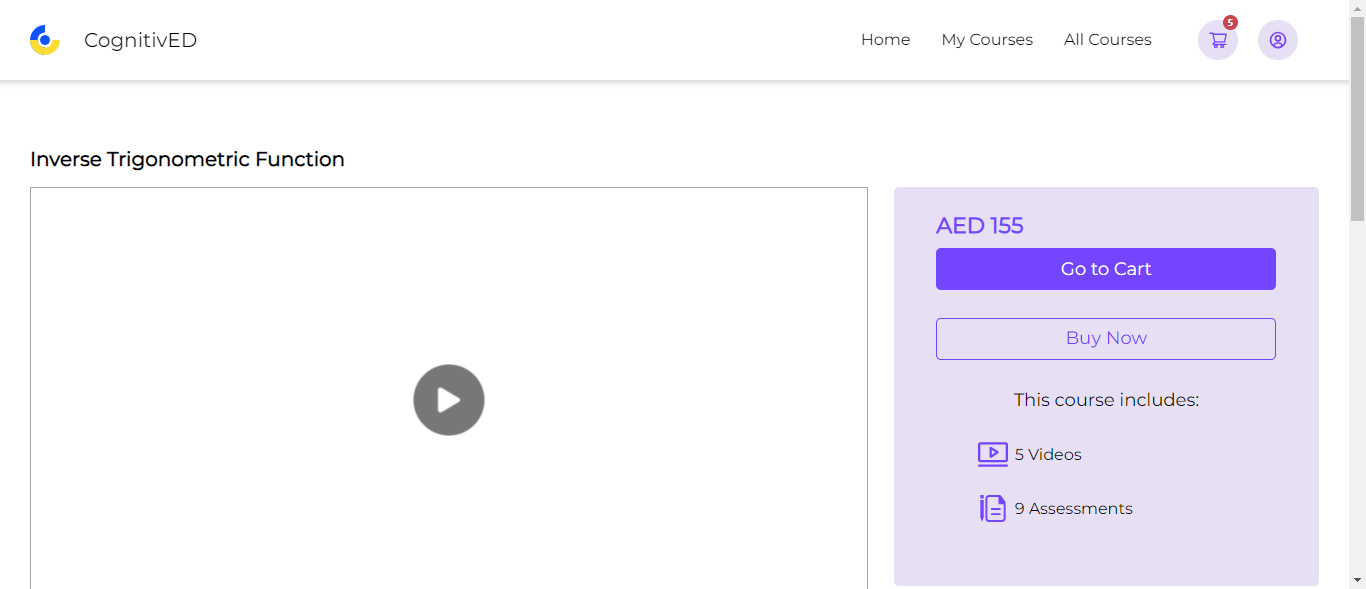 CognitivED
Home
My Courses
All Courses
5
Inverse Trigonometric Function
AED 155
Go to Cart
Buy Now
This course includes:
5 Videos
9 Assessments